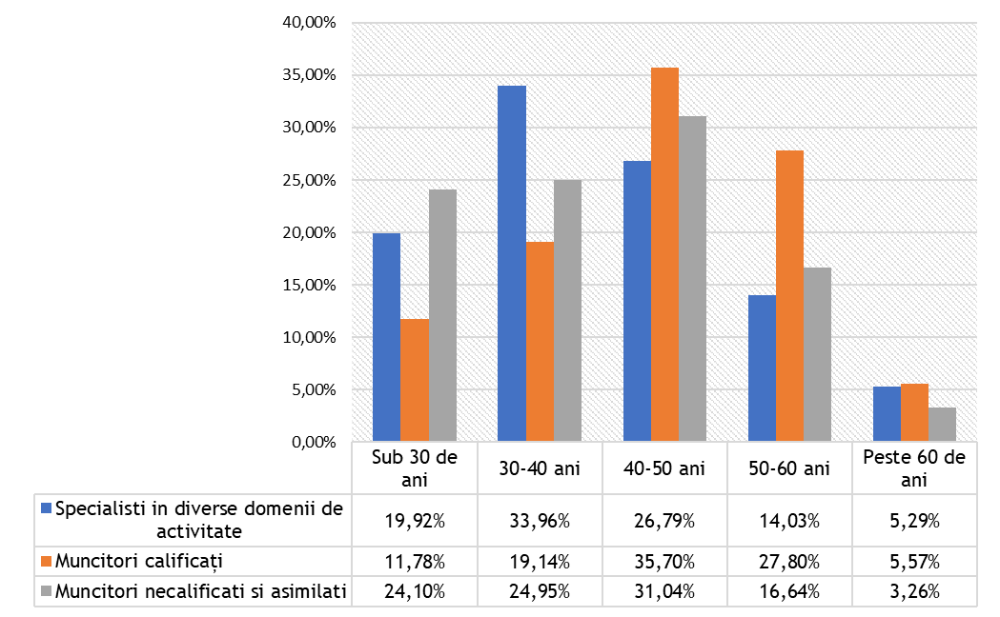 40,00%
35,00%
30,00%
25,00%
20,00%
15,00%
10,00%
5,00%
0,00%
Sub 30 de
ani
30-40 ani
40-50 ani
50-60 ani
Peste 60 de
ani
Specialisti in diverse domenii de
activitate
19,92% 33,96% 26,79% 14,03% 5,29%
Muncitori calificați 11,78% 19,14% 35,70% 27,80% 5,57%
Muncitori necalificati si asimilati 24,10% 24,95% 31,04% 16,64% 3,26%